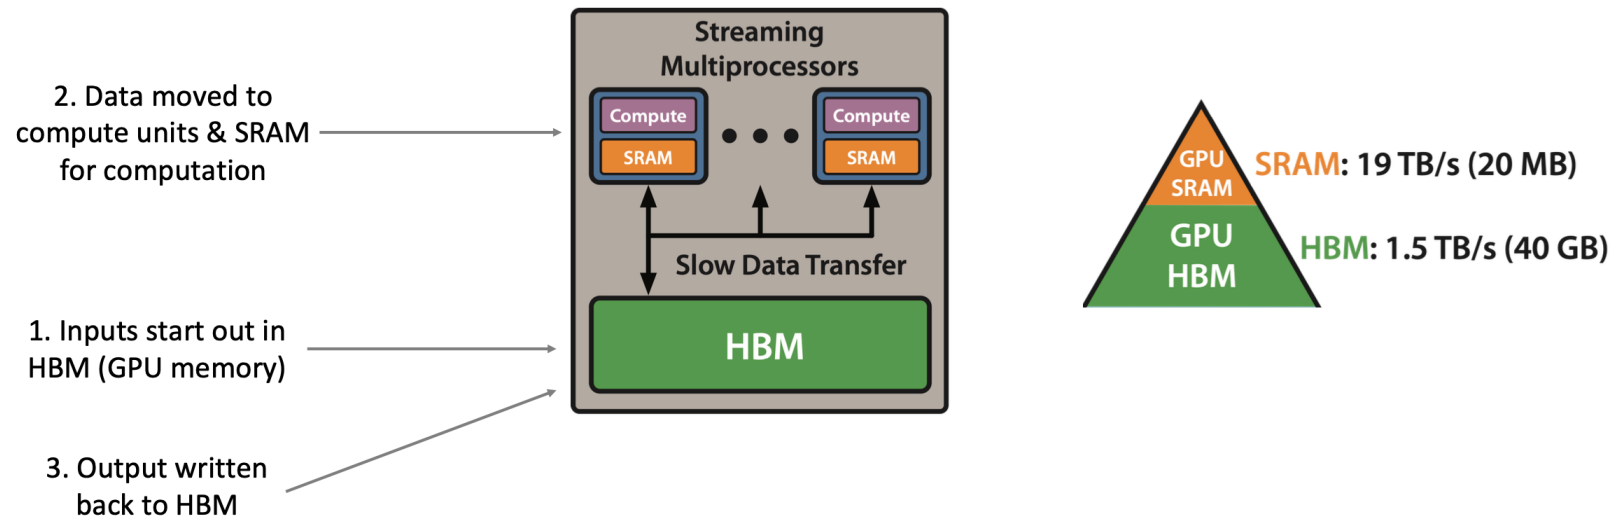 2. Data moved to
compute units & SRAM
for computation
1. Inputs start out in
HBM (GPU memory)
3. Output written
back to HBM
Streaming
Multiprocessors
Compute
SRAM
Compute
SRAM
Slow Data Transfer
HBM
GPU
SRAM
SRAM: 19 TB/s (20 MB)
GPU
HBM
HBM: 1.5 TB/s (40 GB)